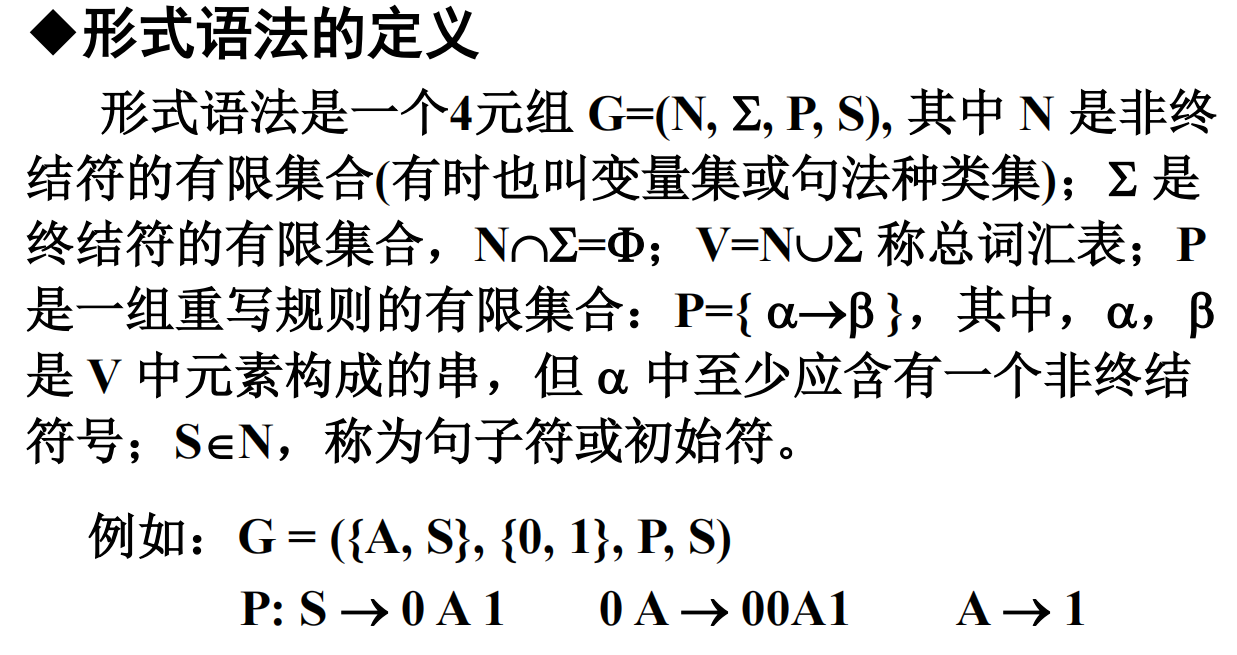 ◆形式语法的定义
形式语法是一个4元组 G=(N, Σ, P, S), 其中 N 是非终
结符的有限集合(有时也叫变量集或句法种类集)；Σ 是
终结符的有限集合，N∩Σ=Φ；V=N∪Σ 称总词汇表；P
是一组重写规则的有限集合：P={ α→β }，其中，α，β
是 V 中元素构成的串，但 α 中至少应含有一个非终结
符号；S∈N，称为句子符或初始符。
例如：G = ({A, S}, {0, 1}, P, S)
P: S → 0 A 1 0 A → 00A1 A → 1